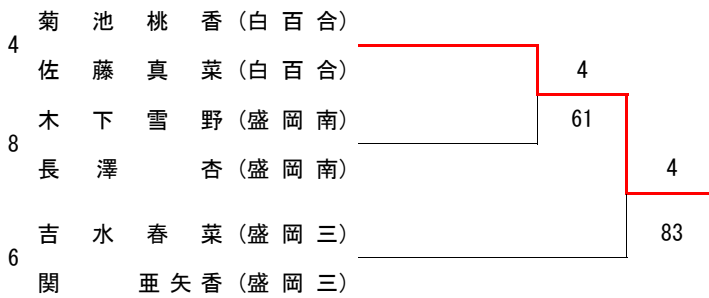 4
菊池桃香(白百合)
佐藤真菜(白百合)
4
8
木下雪野(盛岡南)
61
長澤杏(盛岡南)
4
6
吉水春菜(盛岡三)
83
関亜矢香(盛岡三)